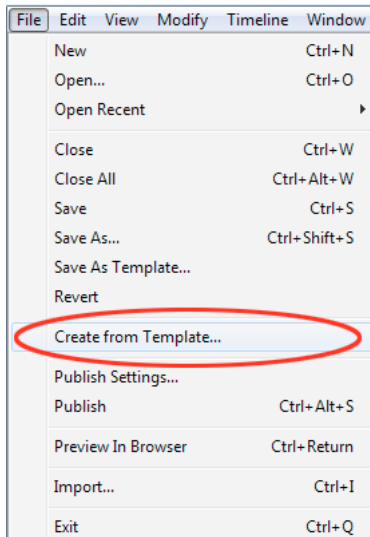 File Edit View Modify Timeline Window
New Ctrl+N
Open... Ctrl+O
Open Recent
Close Ctrl+W
Close All Ctrl+Alt+W
Save Ctrl+S
Save As... Ctrl+Shift+S
Save As Template...
Revert
Create from Template...
Publish Settings...
Publish Ctrl+Alt+S
Preview In Browser Ctrl+Return
Import... Ctrl+I
Exit Ctrl+Q